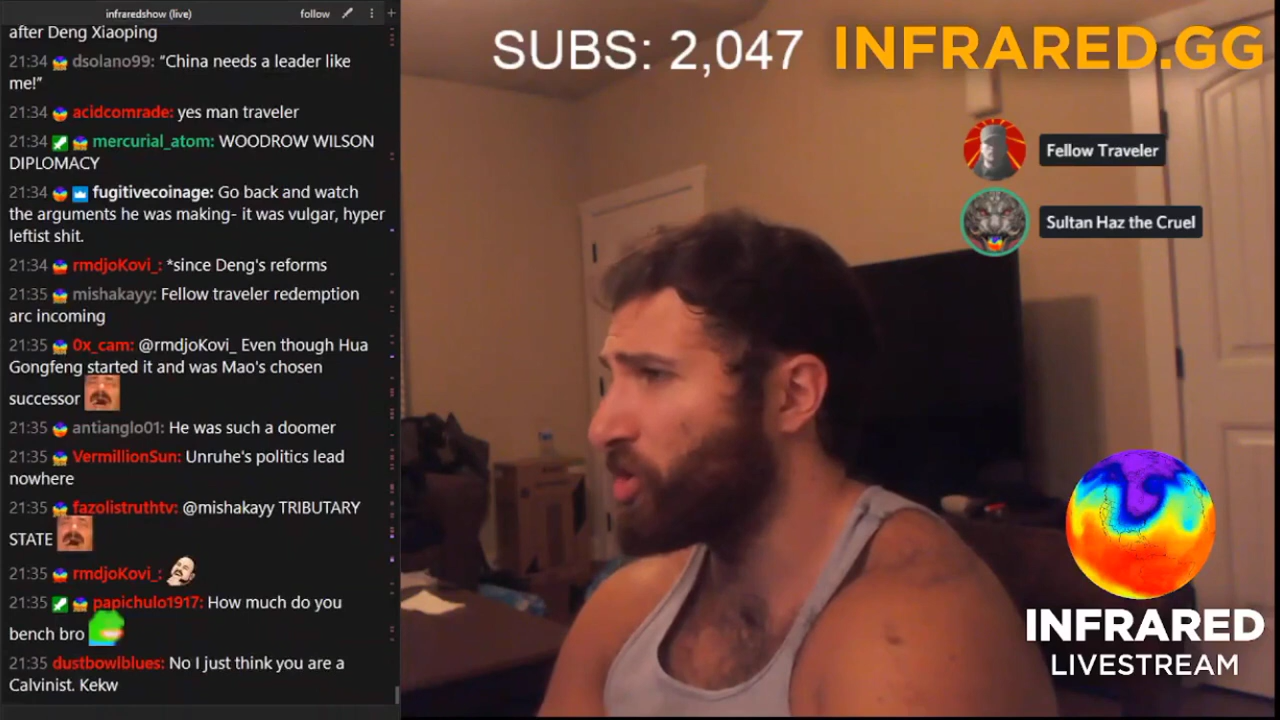 infraredshow (live)
follow
after Deng Xiaoping
21:34 dsolano99: “China needs a leader like
me!”
21:34 acidcomrade: yes man traveler
21:34 mercurial_atom: WOODROW WILSON
DIPLOMACY
21:34 fugitivecoinage: Go back and watch
the arguments he was making- it was vulgar, hyper
leftist shit.
21:34 rmdjoKovi_: *since Deng's reforms
21:35 mishakayy: Fellow traveler redemption
arc incoming
21:35 0x_cam: @rmdjoKovi_ Even though Hua
Gongfeng started it and was Mao's chosen
successor
21:35 antianglo01: He was such a doomer
21:35 VermillionSun: Unruhe's politics lead
nowhere
21:35 fazolistruthtv: @mishakayy TRIBUTARY
STATE
21:35 rmdjoKovi_:
21:35 papichulo1917: How much do you
bench bro
21:35 dustbowlblues: No I just think you are a
Calvinist. Kekw
SUBS: 2,047
INFRARED.GG
Fellow Traveler
Sultan Haz the Cruel
INFRARED
LIVESTREAM